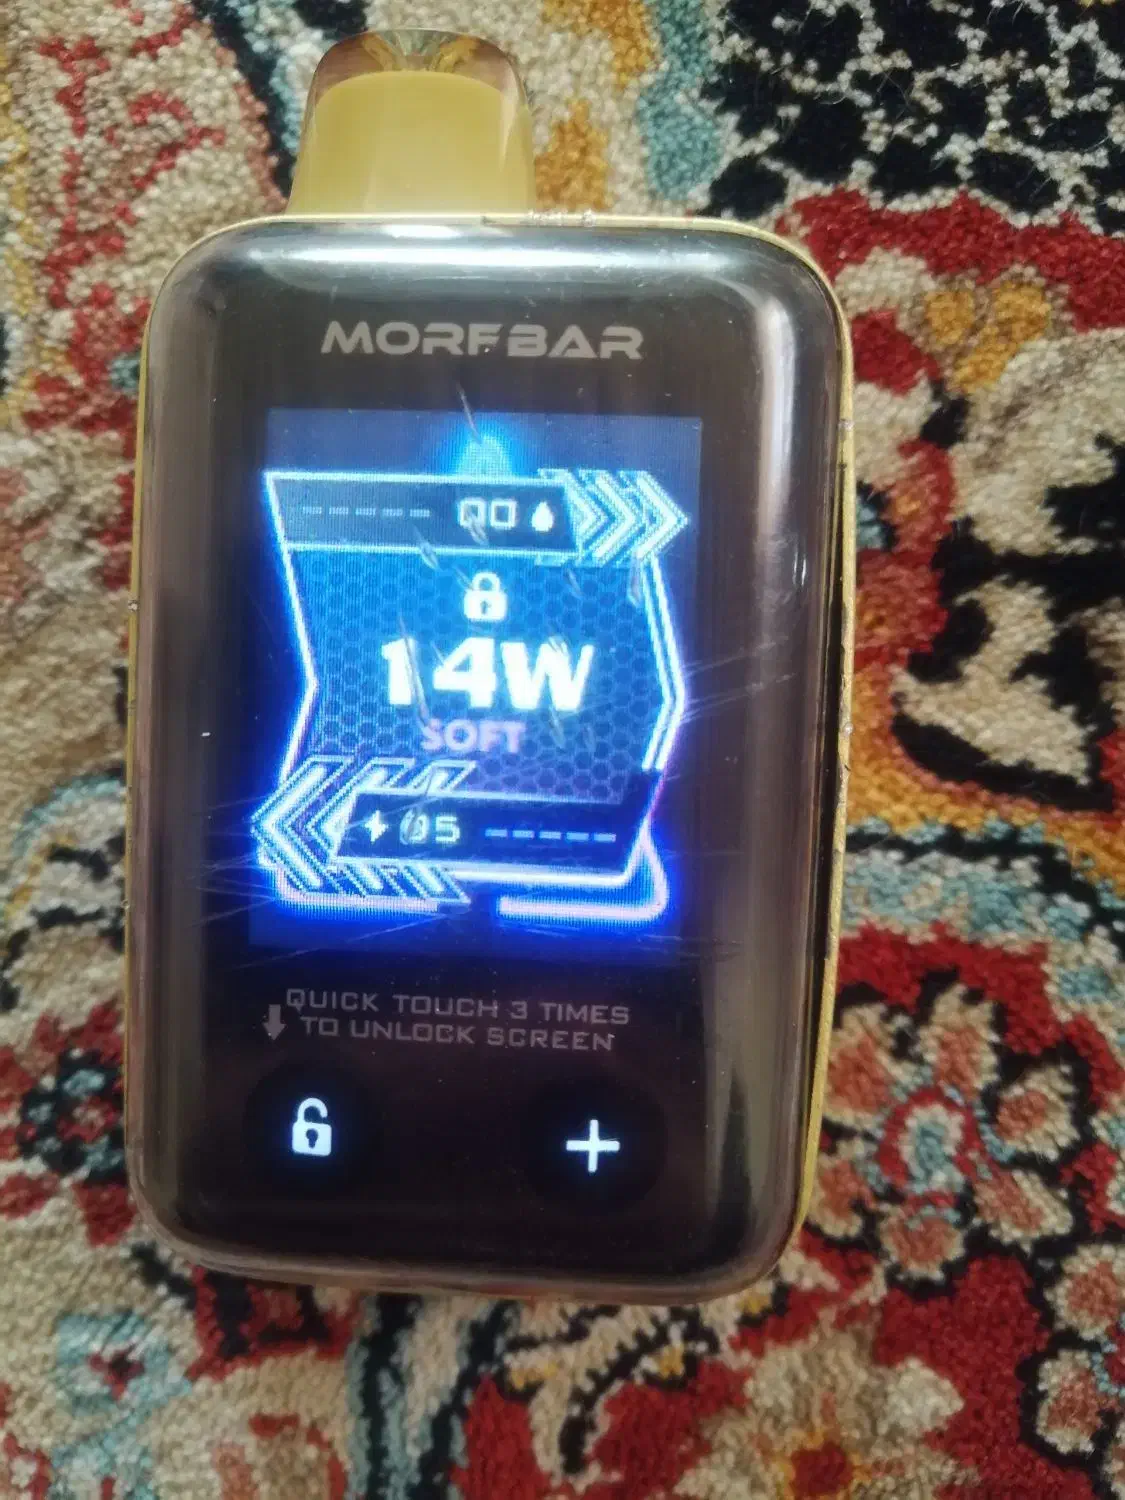 MORFBAR
00
14W
SOFT
05
QUICK TOUCH 3 TIMES
TO UNLOCK SCREEN